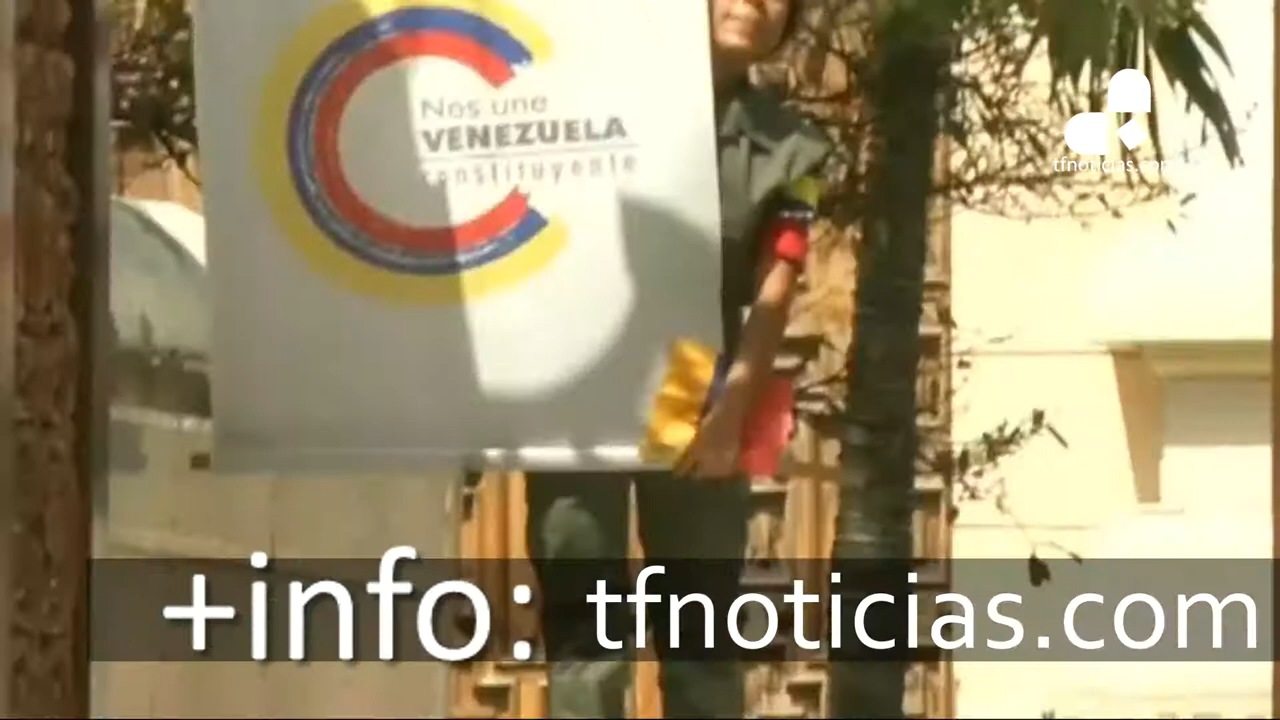 Nos une
VENEZUELA
constituyente
tfnoticias.com
+info: tfnoticias.com